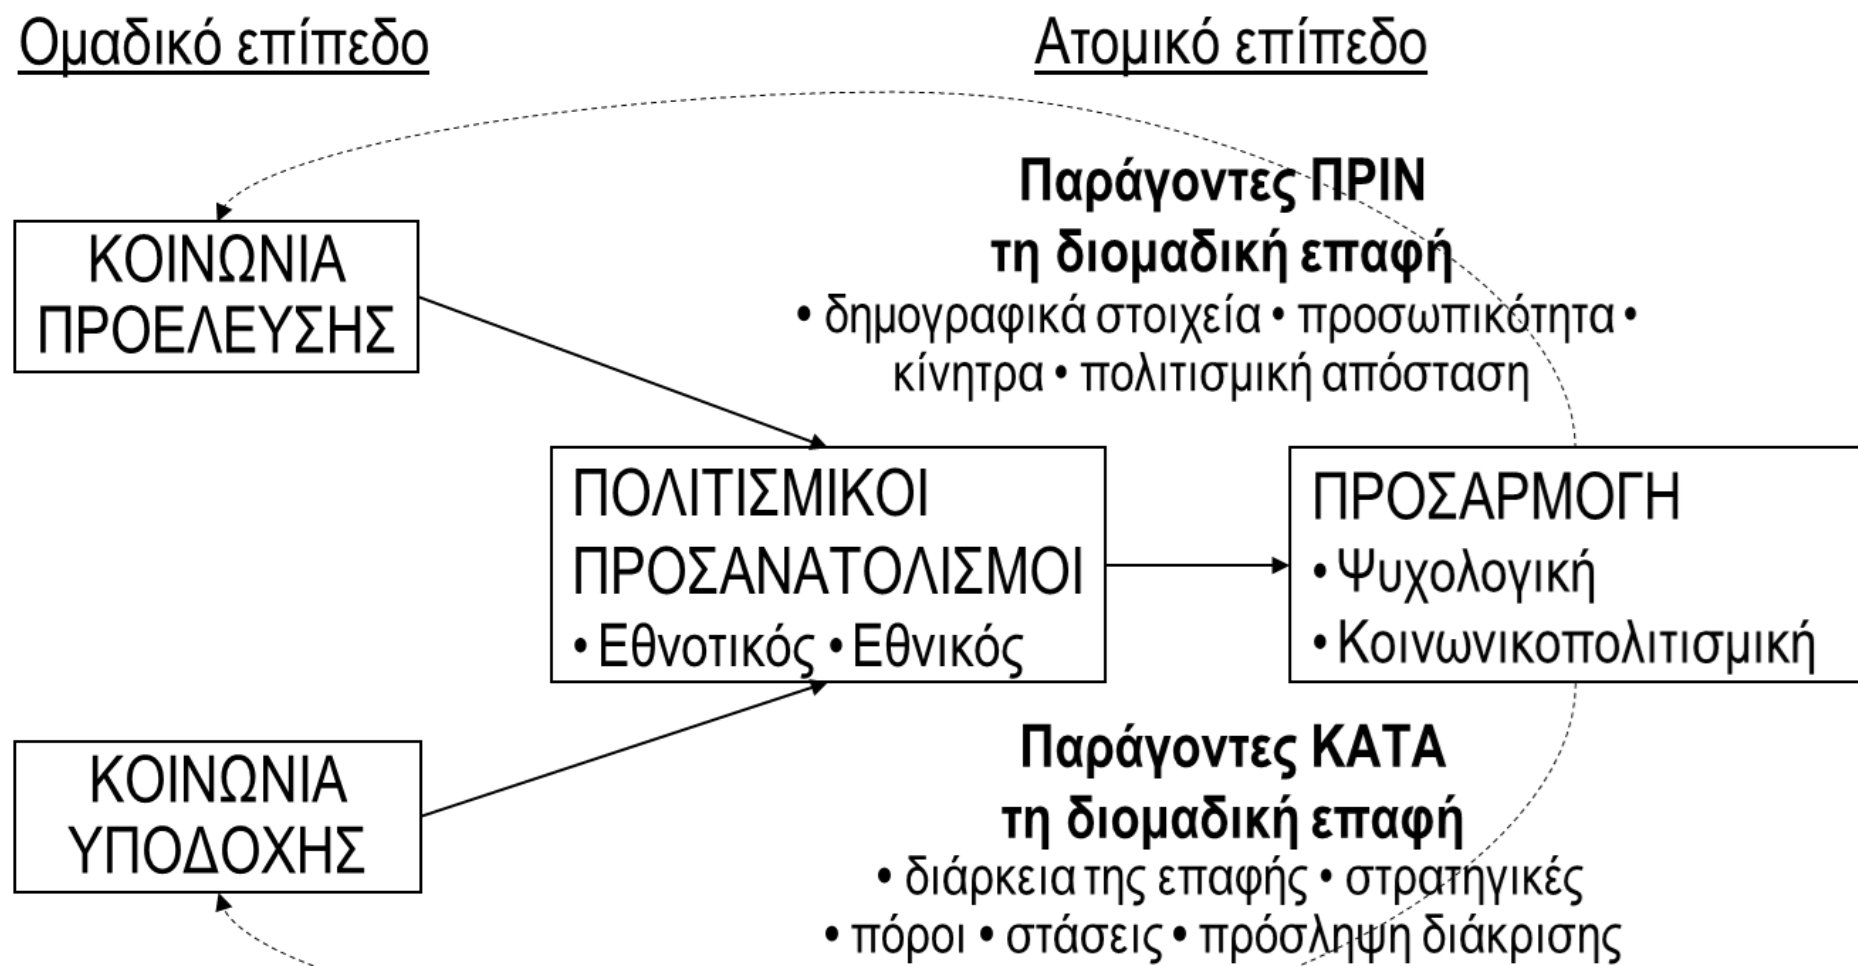 Ομαδικό επίπεδο
Ατομικό επίπεδο
Παράγοντες ΠΡΙΝ
τη διομαδική επαφή
• δημογραφικά στοιχεία • προσωπικότητα •
κίνητρα • πολιτισμική απόσταση
ΚΟΙΝΩΝΙΑ
ΠΡΟΕΛΕΥΣΗΣ
ΠΟΛΙΤΙΣΜΙΚΟΙ
ΠΡΟΣΑΝΑΤΟΛΙΣΜΟΙ
• Εθνοτικός • Εθνικός
ΠΡΟΣΑΡΜΟΓΗ
• Ψυχολογική
• Κοινωνικοπολιτισμική
ΚΟΙΝΩΝΙΑ
ΥΠΟΔΟΧΗΣ
Παράγοντες ΚΑΤΑ
τη διομαδική επαφή
• διάρκεια της επαφής • στρατηγικές
• πόροι • στάσεις • πρόσληψη διάκρισης